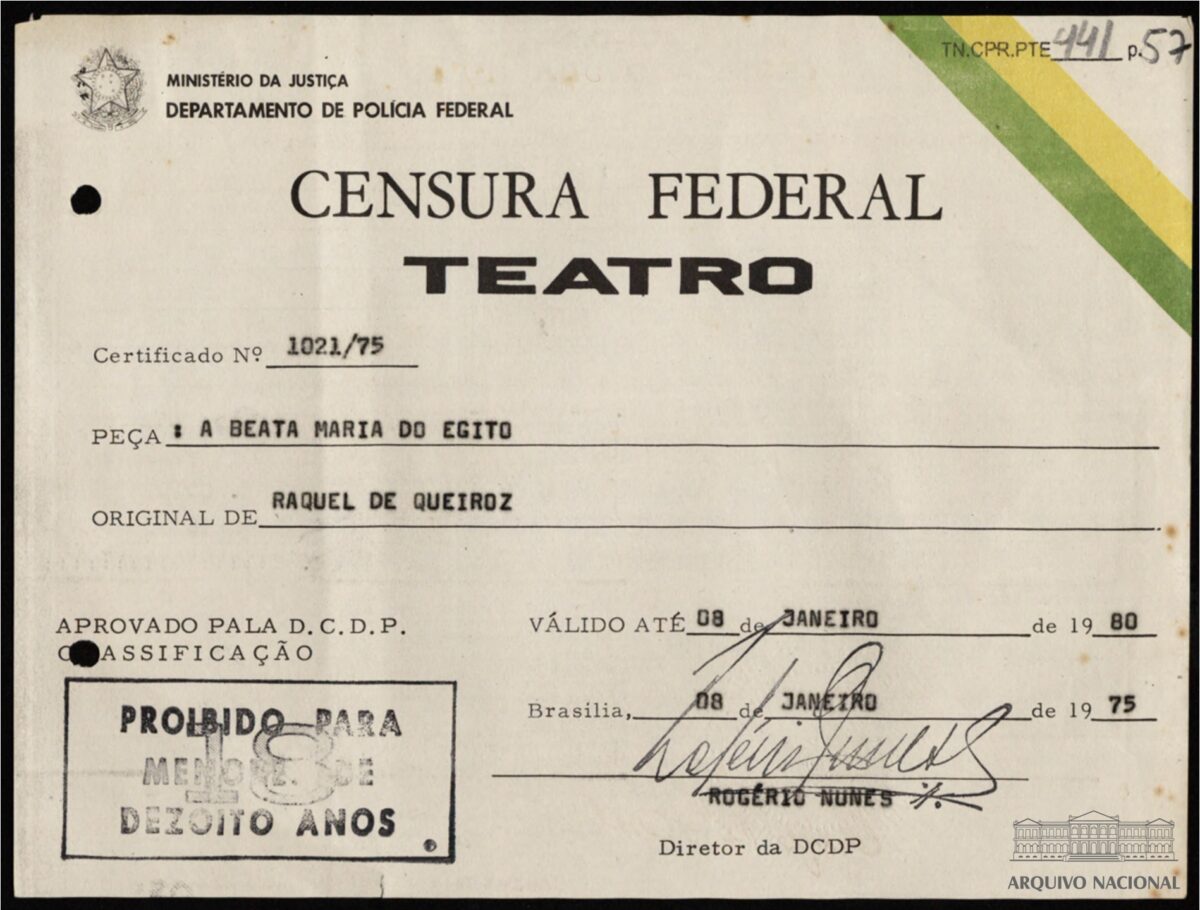 TN.CPR.PTE 441 p. 57
MINISTÉRIO DA JUSTIÇA
DEPARTAMENTO DE POLÍCIA FEDERAL
CENSURA FEDERAL
TEATRO
Certificado Nº 1021/75
PEÇA : A BEATA MARIA DO EGITO
ORIGINAL DE RAQUEL DE QUEIROZ
APROVADO PALA D.C.D.P.
CLASSIFICAÇÃO
PROIBIDO PARA
MENORES DE
DEZOITO ANOS
18
VÁLIDO ATÉ 08 de JANEIRO de 19 80
Brasília, 08 de JANEIRO de 19 75
ROGÉRIO NUNES
Diretor da DCDP
ARQUIVO NACIONAL